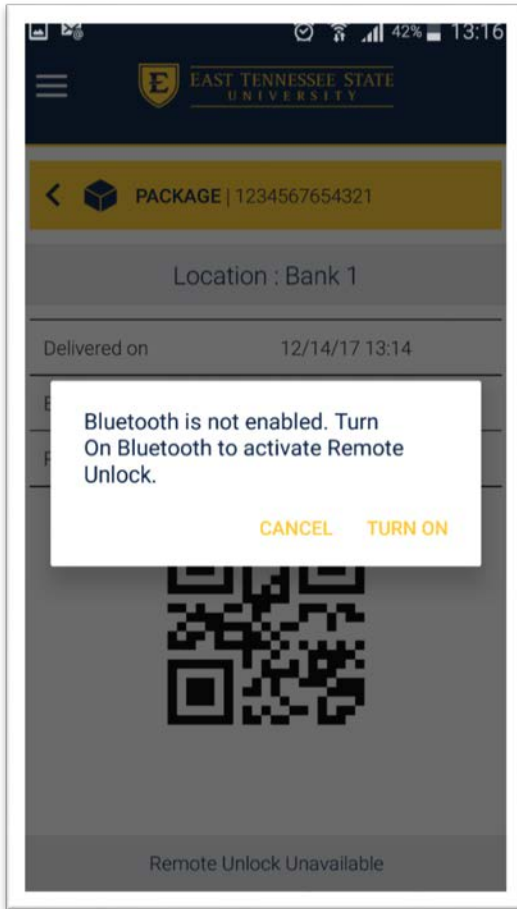 42% 13:16
E EAST TENNESSEE STATE
UNIVERSITY
PACKAGE | 1234567654321
Location : Bank 1
Delivered on 12/14/17 13:14
E
Bluetooth is not enabled. Turn
On Bluetooth to activate Remote
Unlock.
CANCEL TURN ON
Remote Unlock Unavailable